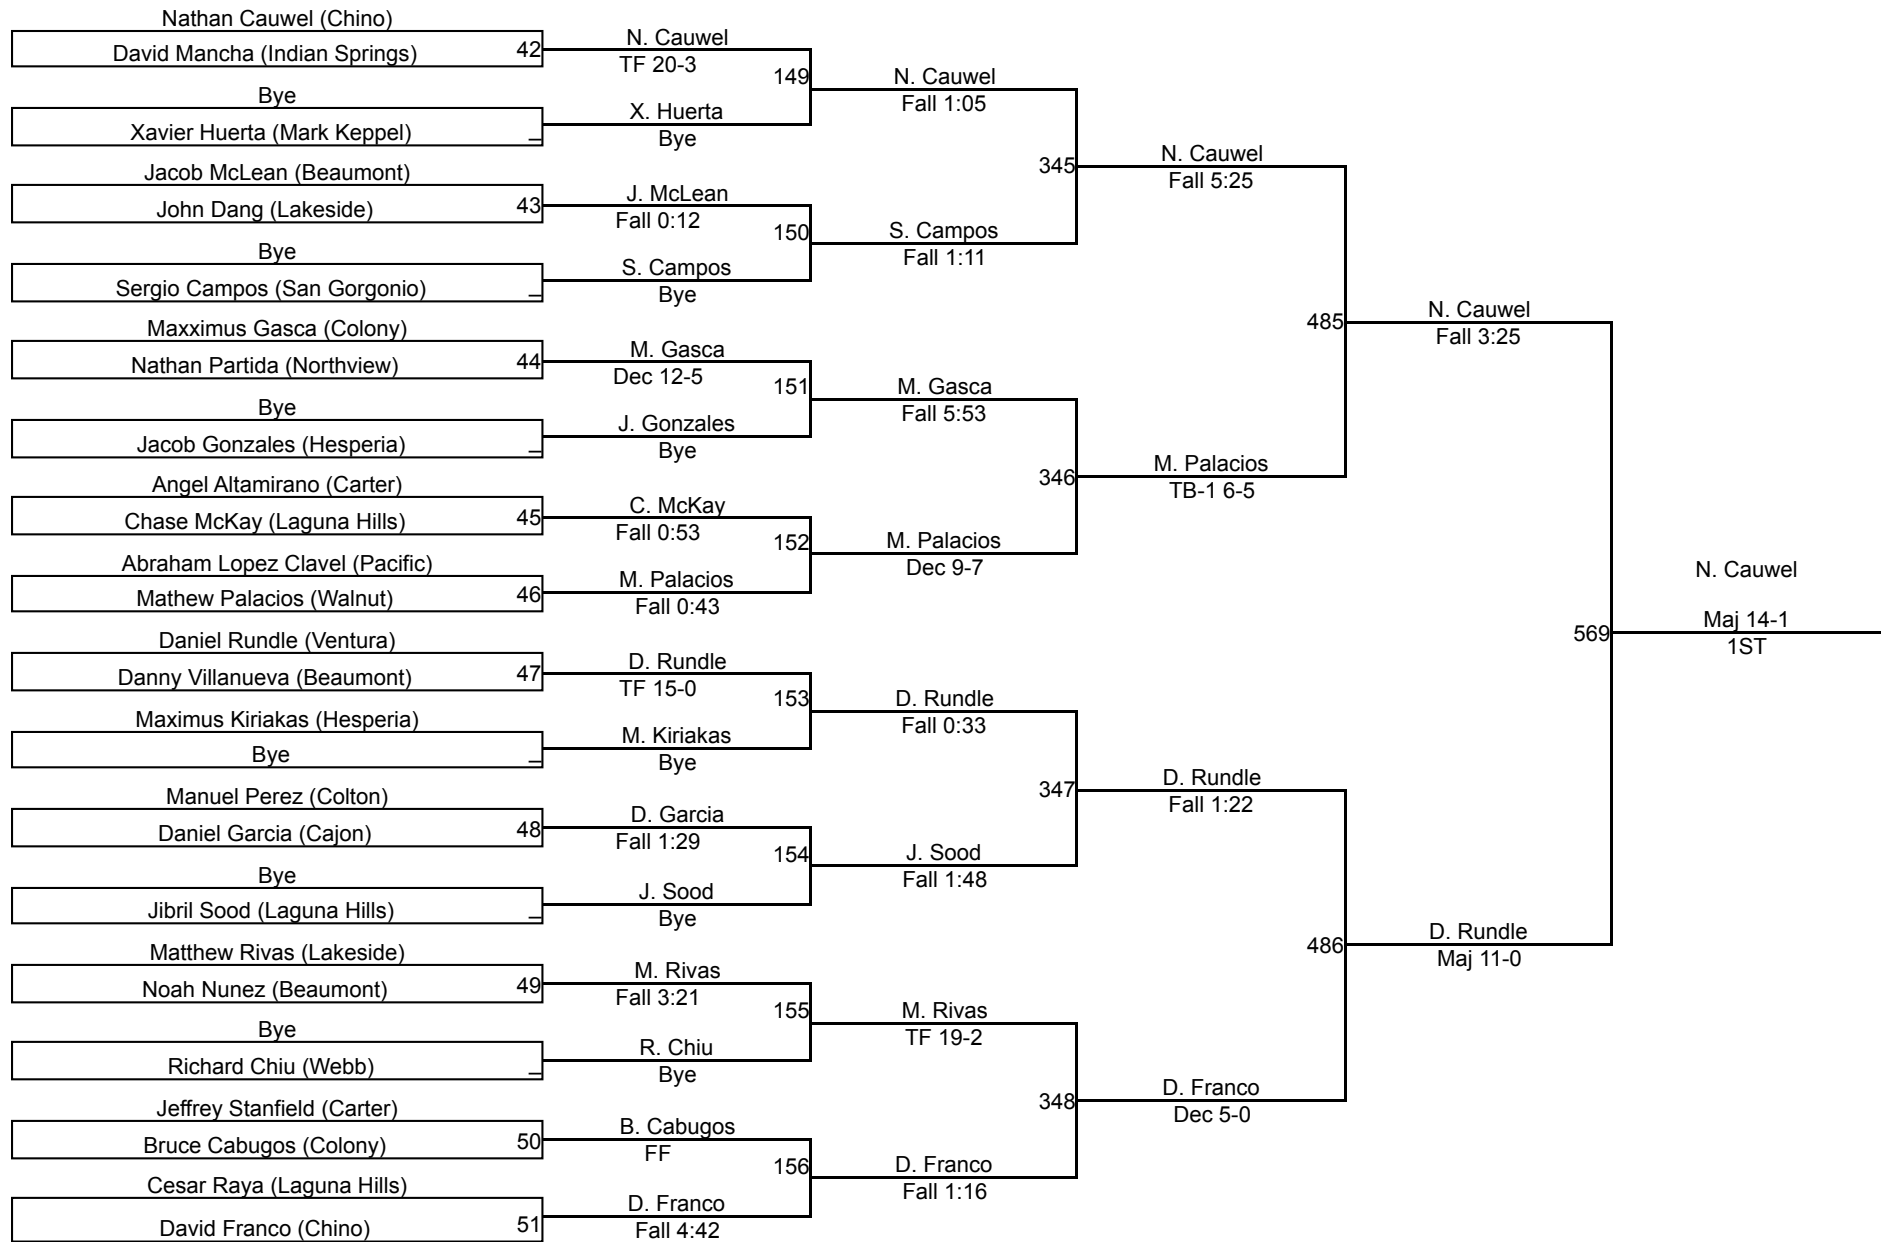 Nathan Cauwel (Chino)
David Mancha (Indian Springs) 42
Bye
Xavier Huerta (Mark Keppel) _
Jacob McLean (Beaumont)
John Dang (Lakeside) 43
Bye
Sergio Campos (San Gorgonio) _
Maxximus Gasca (Colony)
Nathan Partida (Northview) 44
Bye
Jacob Gonzales (Hesperia) _
Angel Altamirano (Carter)
Chase McKay (Laguna Hills) 45
Abraham Lopez Clavel (Pacific)
Mathew Palacios (Walnut) 46
Daniel Rundle (Ventura)
Danny Villanueva (Beaumont) 47
Maximus Kiriakas (Hesperia)
Bye _
Manuel Perez (Colton)
Daniel Garcia (Cajon) 48
Bye
Jibril Sood (Laguna Hills) _
Matthew Rivas (Lakeside)
Noah Nunez (Beaumont) 49
Bye
Richard Chiu (Webb) _
Jeffrey Stanfield (Carter)
Bruce Cabugos (Colony) 50
Cesar Raya (Laguna Hills)
David Franco (Chino) 51
N. Cauwel
TF 20-3
149
X. Huerta
Bye
J. McLean
Fall 0:12
150
S. Campos
Bye
M. Gasca
Dec 12-5
151
J. Gonzales
Bye
C. McKay
Fall 0:53
152
M. Palacios
Fall 0:43
D. Rundle
TF 15-0
153
M. Kiriakas
Bye
D. Garcia
Fall 1:29
154
J. Sood
Bye
M. Rivas
Fall 3:21
155
R. Chiu
Bye
B. Cabugos
FF
156
D. Franco
Fall 4:42
N. Cauwel
Fall 1:05
345
S. Campos
Fall 1:11
M. Gasca
Fall 5:53
346
M. Palacios
Dec 9-7
D. Rundle
Fall 0:33
347
J. Sood
Fall 1:48
M. Rivas
TF 19-2
348
D. Franco
Fall 1:16
N. Cauwel
Fall 5:25
485
M. Palacios
TB-1 6-5
D. Rundle
Fall 1:22
486
D. Franco
Dec 5-0
N. Cauwel
Fall 3:25
569
D. Rundle
Maj 11-0
N. Cauwel
Maj 14-1
1ST